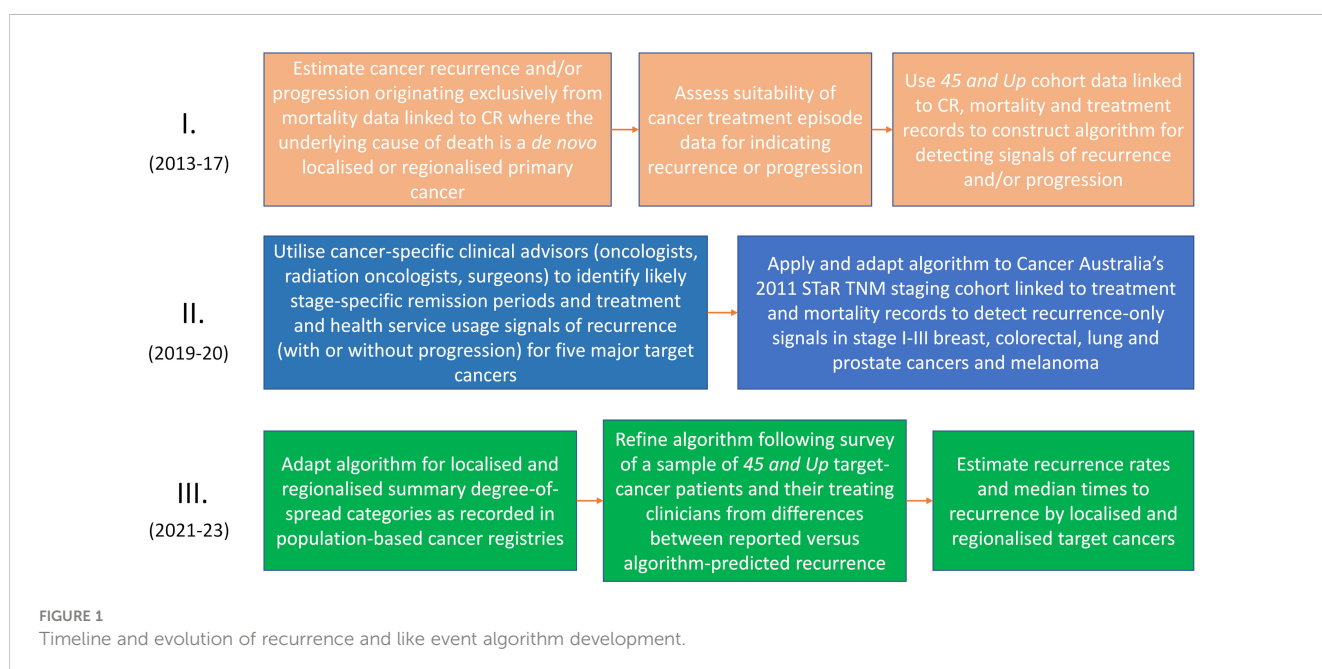 I.
(2013-17)
Estimate cancer recurrence and/or
progression originating exclusively from
mortality data linked to CR where the
underlying cause of death is a de novo
localised or regionalised primary
cancer
Assess suitability of
cancer treatment episode
data for indicating
recurrence or progression
Use 45 and Up cohort data linked
to CR, mortality and treatment
records to construct algorithm for
detecting signals of recurrence
and/or progression
II.
(2019-20)
Utilise cancer-specific clinical advisors (oncologists,
radiation oncologists, surgeons) to identify likely
stage-specific remission periods and treatment
and health service usage signals of recurrence
(with or without progression) for five major target
cancers
Apply and adapt algorithm to Cancer Australia’s
2011 STaR TNM staging cohort linked to treatment
and mortality records to detect recurrence-only
signals in stage I-III breast, colorectal, lung and
prostate cancers and melanoma
III.
(2021-23)
Adapt algorithm for localised and
regionalised summary degree-of-
spread categories as recorded in
population-based cancer registries
Refine algorithm following survey
of a sample of 45 and Up target-
cancer patients and their treating
clinicians from differences
between reported versus
algorithm-predicted recurrence
Estimate recurrence rates
and median times to
recurrence by localised and
regionalised target cancers
FIGURE 1
Timeline and evolution of recurrence and like event algorithm development.